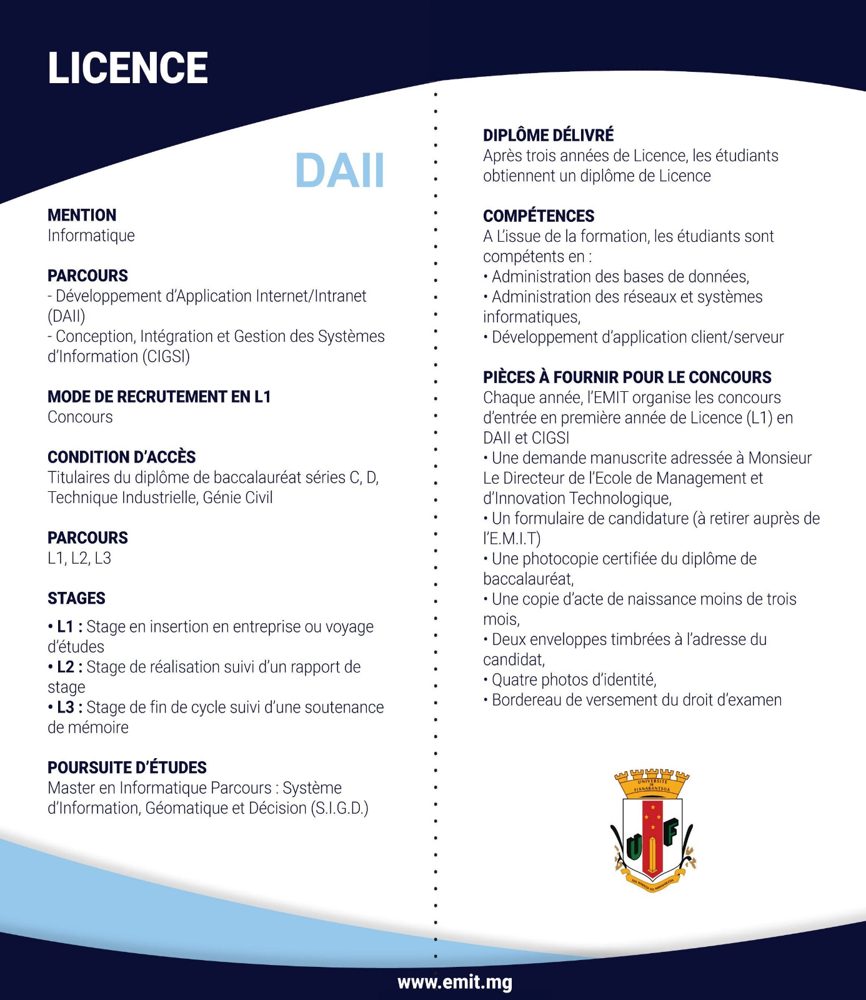 LICENCE
DAII
MENTION
Informatique
PARCOURS
- Développement d’Application Internet/Intranet
(DAII)
- Conception, Intégration et Gestion des Systèmes
d’Information (CIGSI)
MODE DE RECRUTEMENT EN L1
Concours
CONDITION D’ACCÈS
Titulaires du diplôme de baccalauréat séries C, D,
Technique Industrielle, Génie Civil
PARCOURS
L1, L2, L3
STAGES
• L1 : Stage en insertion en entreprise ou voyage
d’études
• L2 : Stage de réalisation suivi d’un rapport de
stage
• L3 : Stage de fin de cycle suivi d’une soutenance
de mémoire
POURSUITE D’ÉTUDES
Master en Informatique Parcours : Système
d’Information, Géomatique et Décision (S.I.G.D.)
DIPLÔME DÉLIVRÉ
Après trois années de Licence, les étudiants
obtiennent un diplôme de Licence
COMPÉTENCES
A L’issue de la formation, les étudiants sont
compétents en :
• Administration des bases de données,
• Administration des réseaux et systèmes
informatiques,
• Développement d’application client/serveur
PIÈCES À FOURNIR POUR LE CONCOURS
Chaque année, l’EMIT organise les concours
d’entrée en première année de Licence (L1) en
DAII et CIGSI
• Une demande manuscrite adressée à Monsieur
Le Directeur de l’Ecole de Management et
d’Innovation Technologique,
• Un formulaire de candidature (à retirer auprès de
l’E.M.I.T)
• Une photocopie certifiée du diplôme de
baccalauréat,
• Une copie d’acte de naissance moins de trois
mois,
• Deux enveloppes timbrées à l’adresse du
candidat,
• Quatre photos d’identité,
• Bordereau de versement du droit d’examen
UNIVERSITE
DE
FIANARANTSOA
U F
www.emit.mg